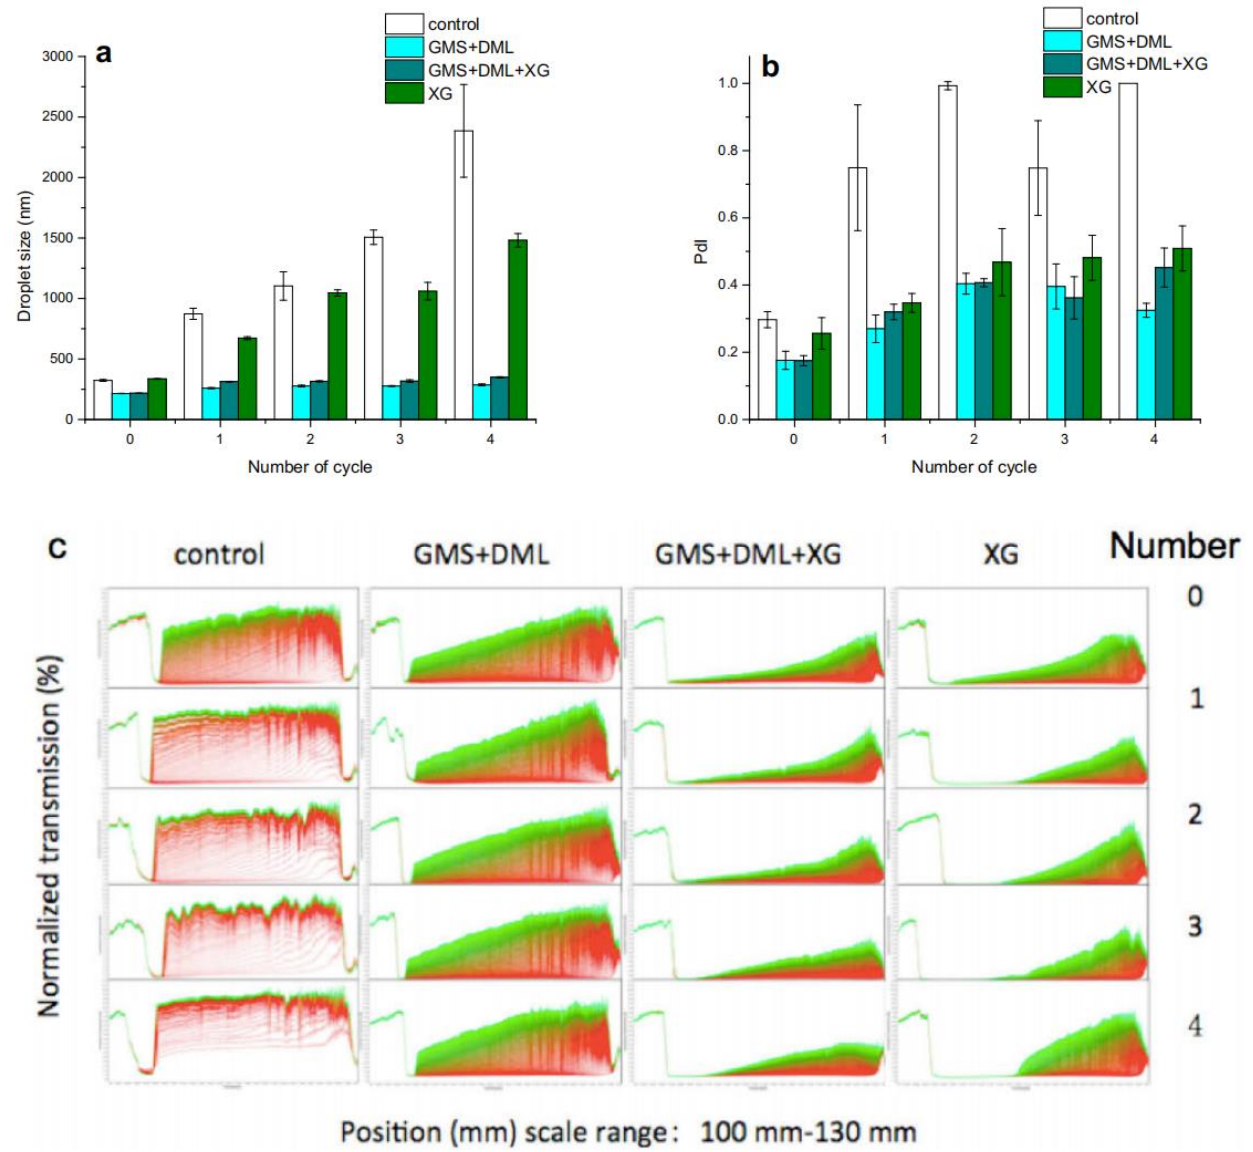 a
control
GMS+DML
GMS+DML+XG
XG
3000
2500
2000
1500
1000
500
0
Droplet size (nm)
0 1 2 3 4
Number of cycle
b
control
GMS+DML
GMS+DML+XG
XG
1.0
0.8
0.6
0.4
0.2
0.0
PdI
0 1 2 3 4
Number of cycle
c
control GMS+DML GMS+DML+XG XG Number
0
1
2
3
4
Normalized transmission (%)
Position (mm) scale range: 100 mm-130 mm